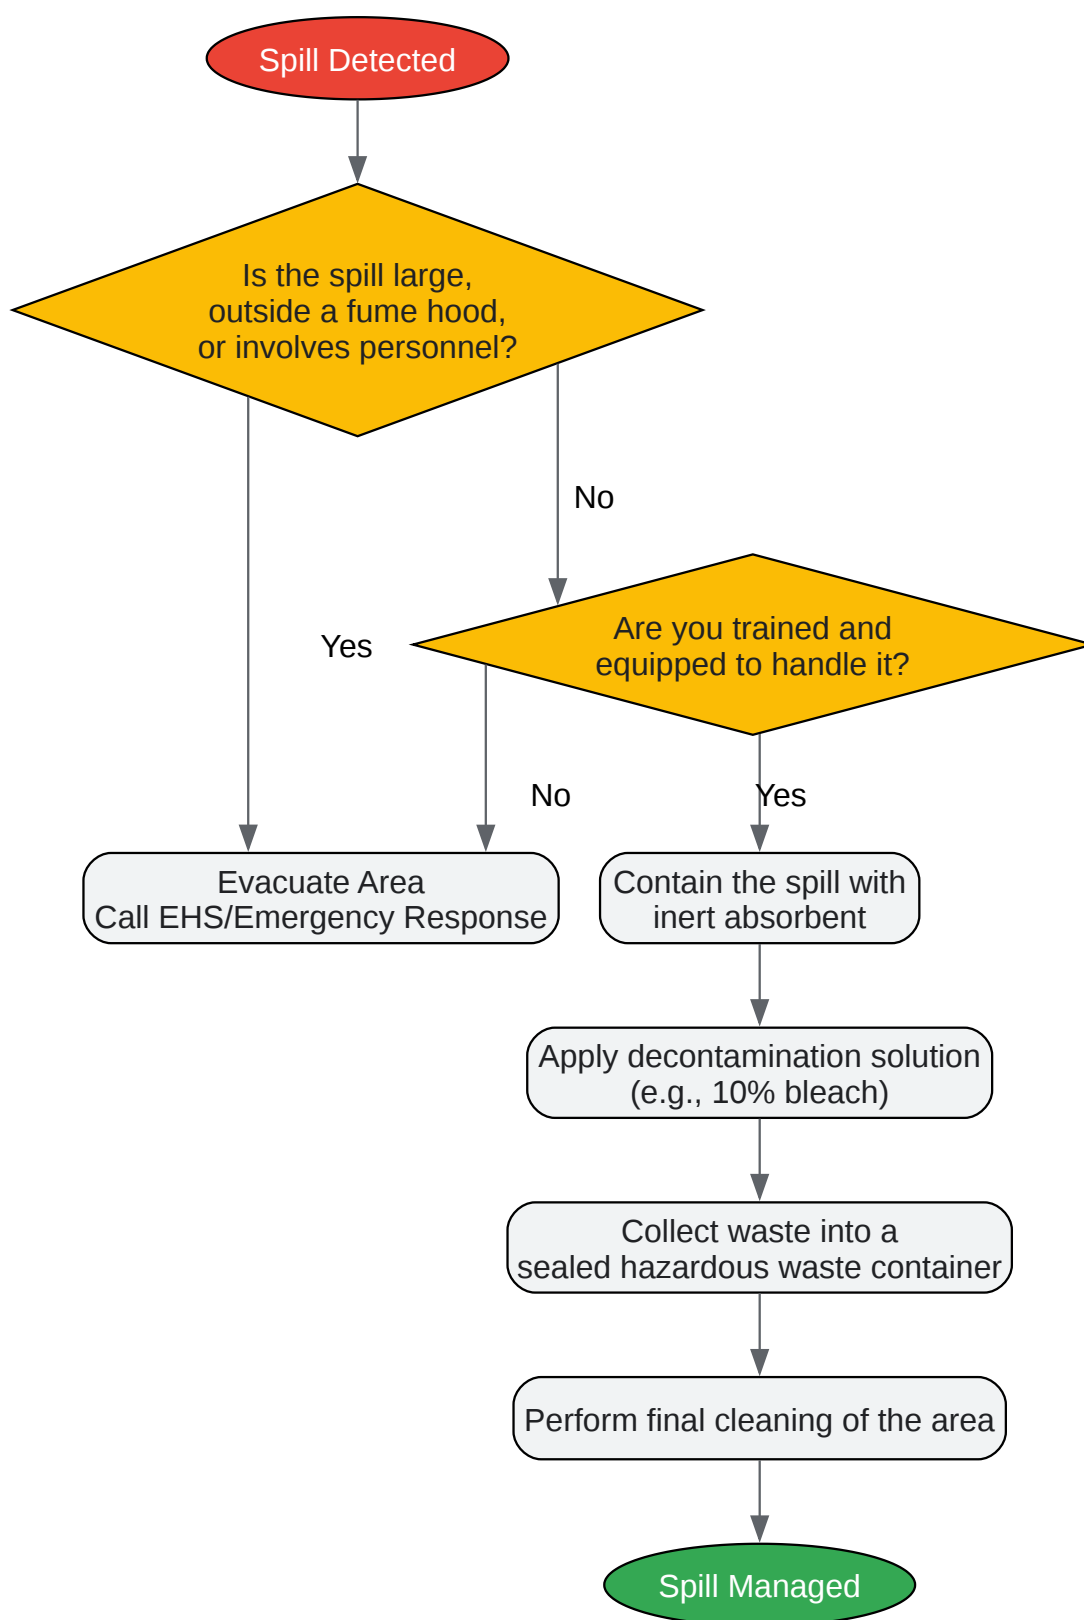 Spill Detected
Is the spill large,
outside a fume hood,
or involves personnel?
No
Are you trained and
equipped to handle it?
Yes
No
Yes
Evacuate Area
Call EHS/Emergency Response
Contain the spill with
inert absorbent
Apply decontamination solution
(e.g., 10% bleach)
Collect waste into a
sealed hazardous waste container
Perform final cleaning of the area
Spill Managed